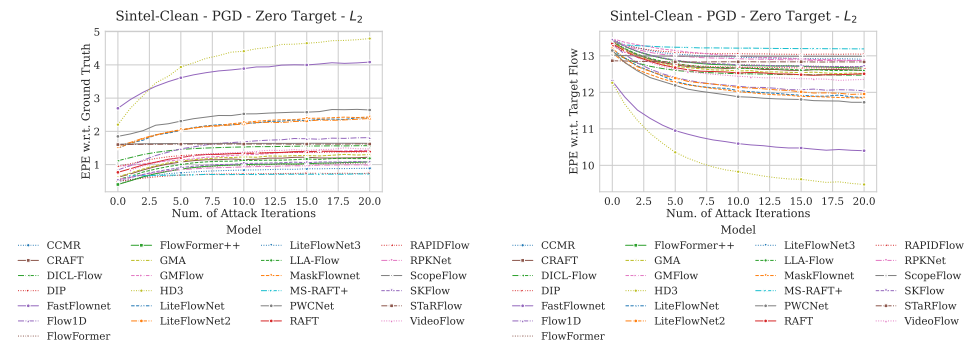 Sintel-Clean - PGD - Zero Target - L₂
EPE w.r.t. Ground Truth
5
4
3
2
1
0.0 2.5 5.0 7.5 10.0 12.5 15.0 17.5 20.0
Num. of Attack Iterations
Model
CCMR FlowFormer++ LiteFlowNet3 RAPIDFlow
CRAFT GMA LLA-Flow RPKNet
DICL-Flow GMFlow MaskFlownet ScopeFlow
DIP HD3 MS-RAFT+ SKFlow
FastFlownet LiteFlowNet PWCNet STaRFlow
Flow1D LiteFlowNet2 RAFT VideoFlow
FlowFormer
Sintel-Clean - PGD - Zero Target - L₂
EPE w.r.t. Target Flow
13
12
11
10
0.0 2.5 5.0 7.5 10.0 12.5 15.0 17.5 20.0
Num. of Attack Iterations
Model
CCMR FlowFormer++ LiteFlowNet3 RAPIDFlow
CRAFT GMA LLA-Flow RPKNet
DICL-Flow GMFlow MaskFlownet ScopeFlow
DIP HD3 MS-RAFT+ SKFlow
FastFlownet LiteFlowNet PWCNet STaRFlow
Flow1D LiteFlowNet2 RAFT VideoFlow
FlowFormer